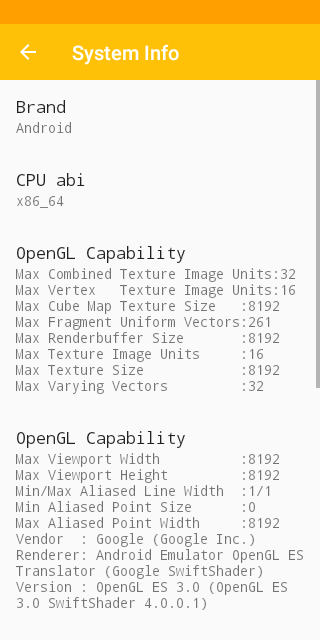 System Info
Brand
Android
CPU abi
x86_64
OpenGL Capability
Max Combined Texture Image Units:32
Max Vertex   Texture Image Units:16
Max Cube Map Texture Size   :8192
Max Fragment Uniform Vectors:261
Max Renderbuffer Size       :8192
Max Texture Image Units     :16
Max Texture Size            :8192
Max Varying Vectors         :32
OpenGL Capability
Max Viewport Width          :8192
Max Viewport Height         :8192
Min/Max Aliased Line Width  :1/1
Min Aliased Point Size      :0
Max Aliased Point Width     :8192
Vendor  : Google (Google Inc.)
Renderer: Android Emulator OpenGL ES
Translator (Google SwiftShader)
Version : OpenGL ES 3.0 (OpenGL ES
3.0 SwiftShader 4.0.0.1)